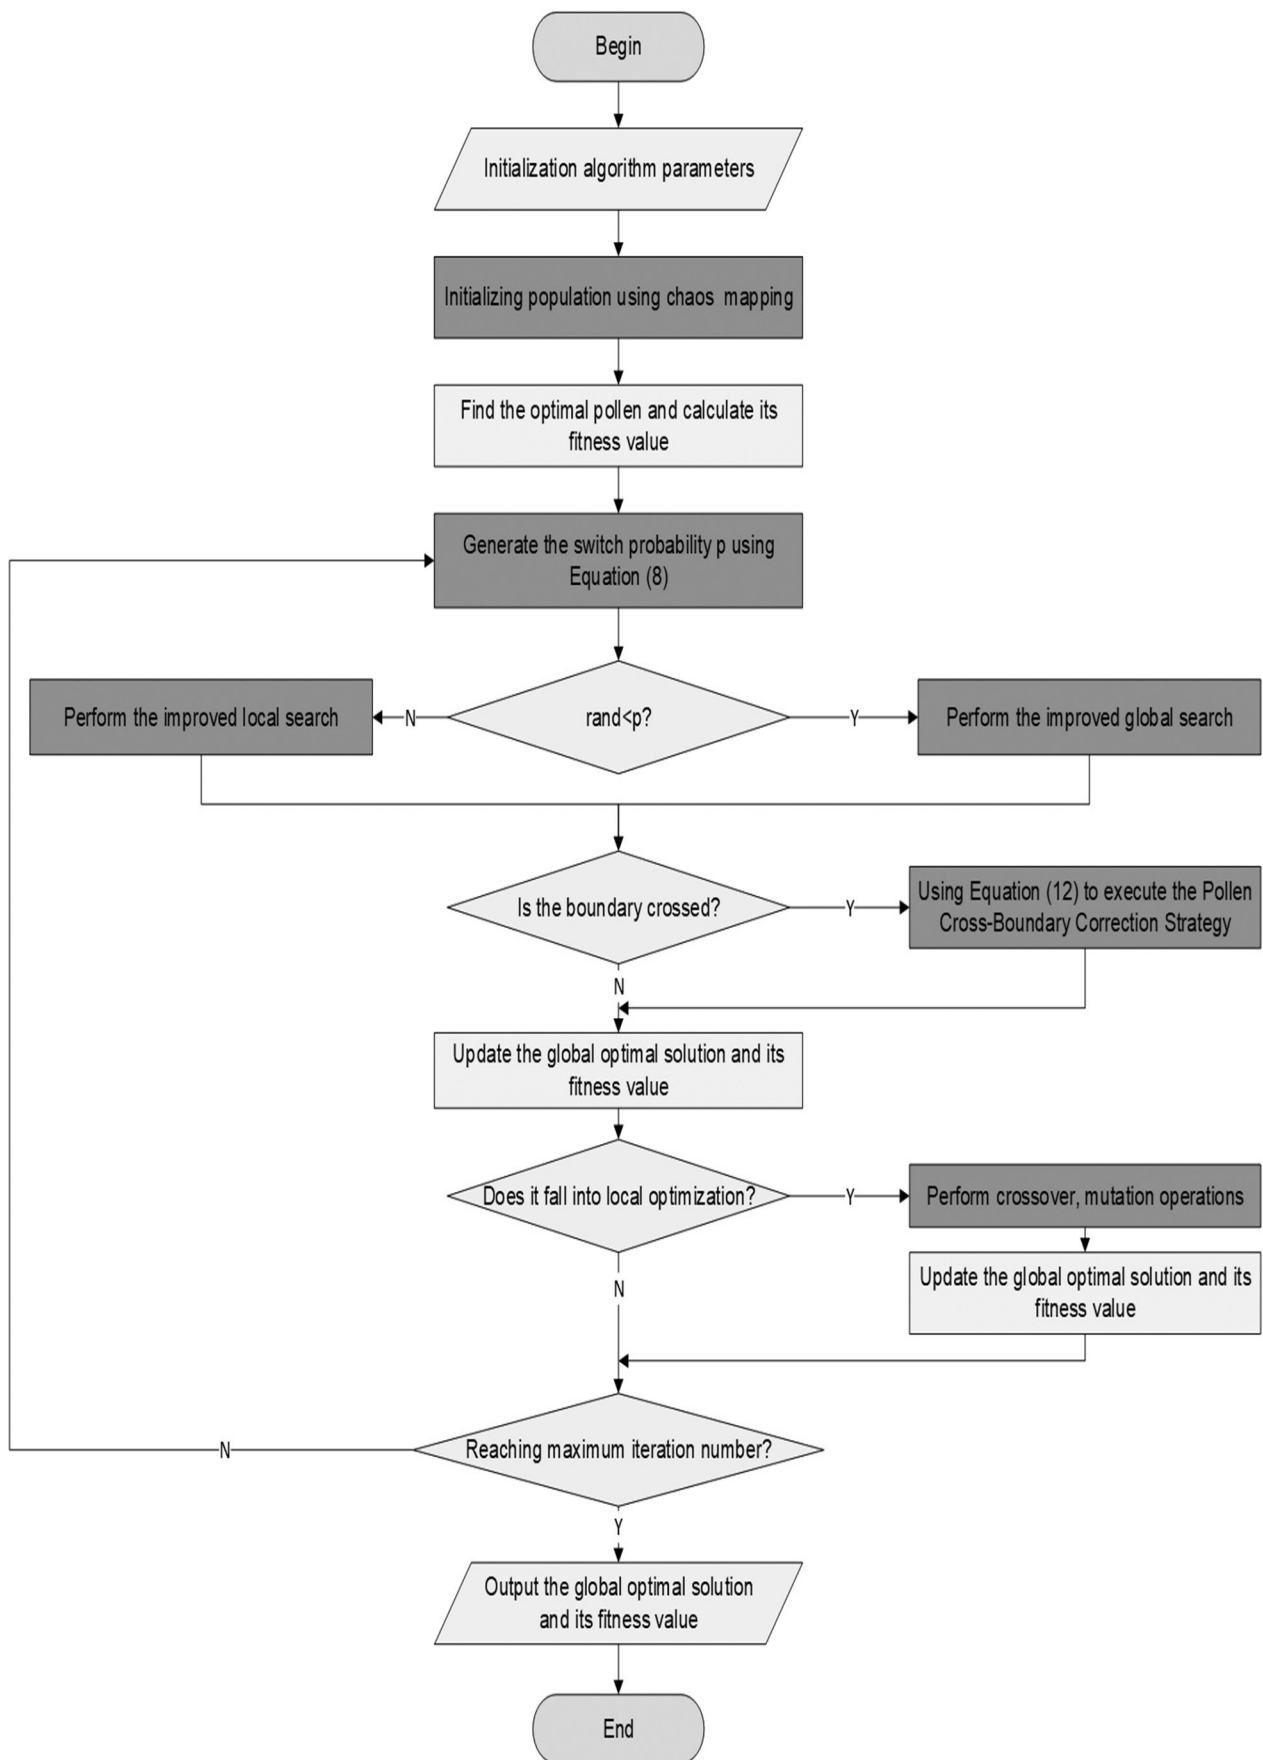 Begin
Initialization algorithm parameters
Initializing population using chaos mapping
Find the optimal pollen and calculate its
fitness value
Generate the switch probability p using
Equation (8)
Perform the improved local search
N
rand<p?
Y
Perform the improved global search
Is the boundary crossed?
Y
Using Equation (12) to execute the Pollen
Cross-Boundary Correction Strategy
N
Update the global optimal solution and its
fitness value
Does it fall into local optimization?
Y
Perform crossover, mutation operations
N
Update the global optimal solution and its
fitness value
Reaching maximum iteration number?
N
Y
Output the global optimal solution
and its fitness value
End